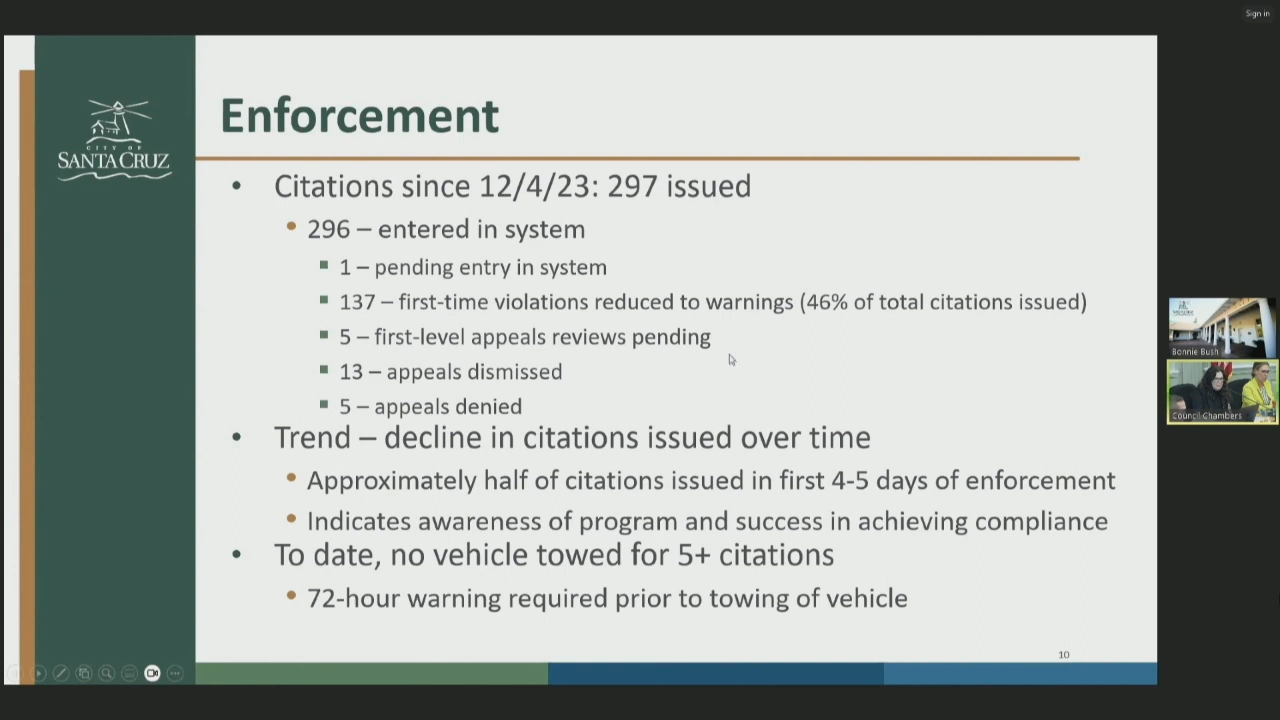 Sign in
CITY OF
SANTA CRUZ
Enforcement
• Citations since 12/4/23: 297 issued
• 296 – entered in system
▪ 1 – pending entry in system
▪ 137 – first-time violations reduced to warnings (46% of total citations issued)
▪ 5 – first-level appeals reviews pending
▪ 13 – appeals dismissed
▪ 5 – appeals denied
• Trend – decline in citations issued over time
• Approximately half of citations issued in first 4-5 days of enforcement
• Indicates awareness of program and success in achieving compliance
• To date, no vehicle towed for 5+ citations
• 72-hour warning required prior to towing of vehicle
10
Bonnie Bush
Council Chambers